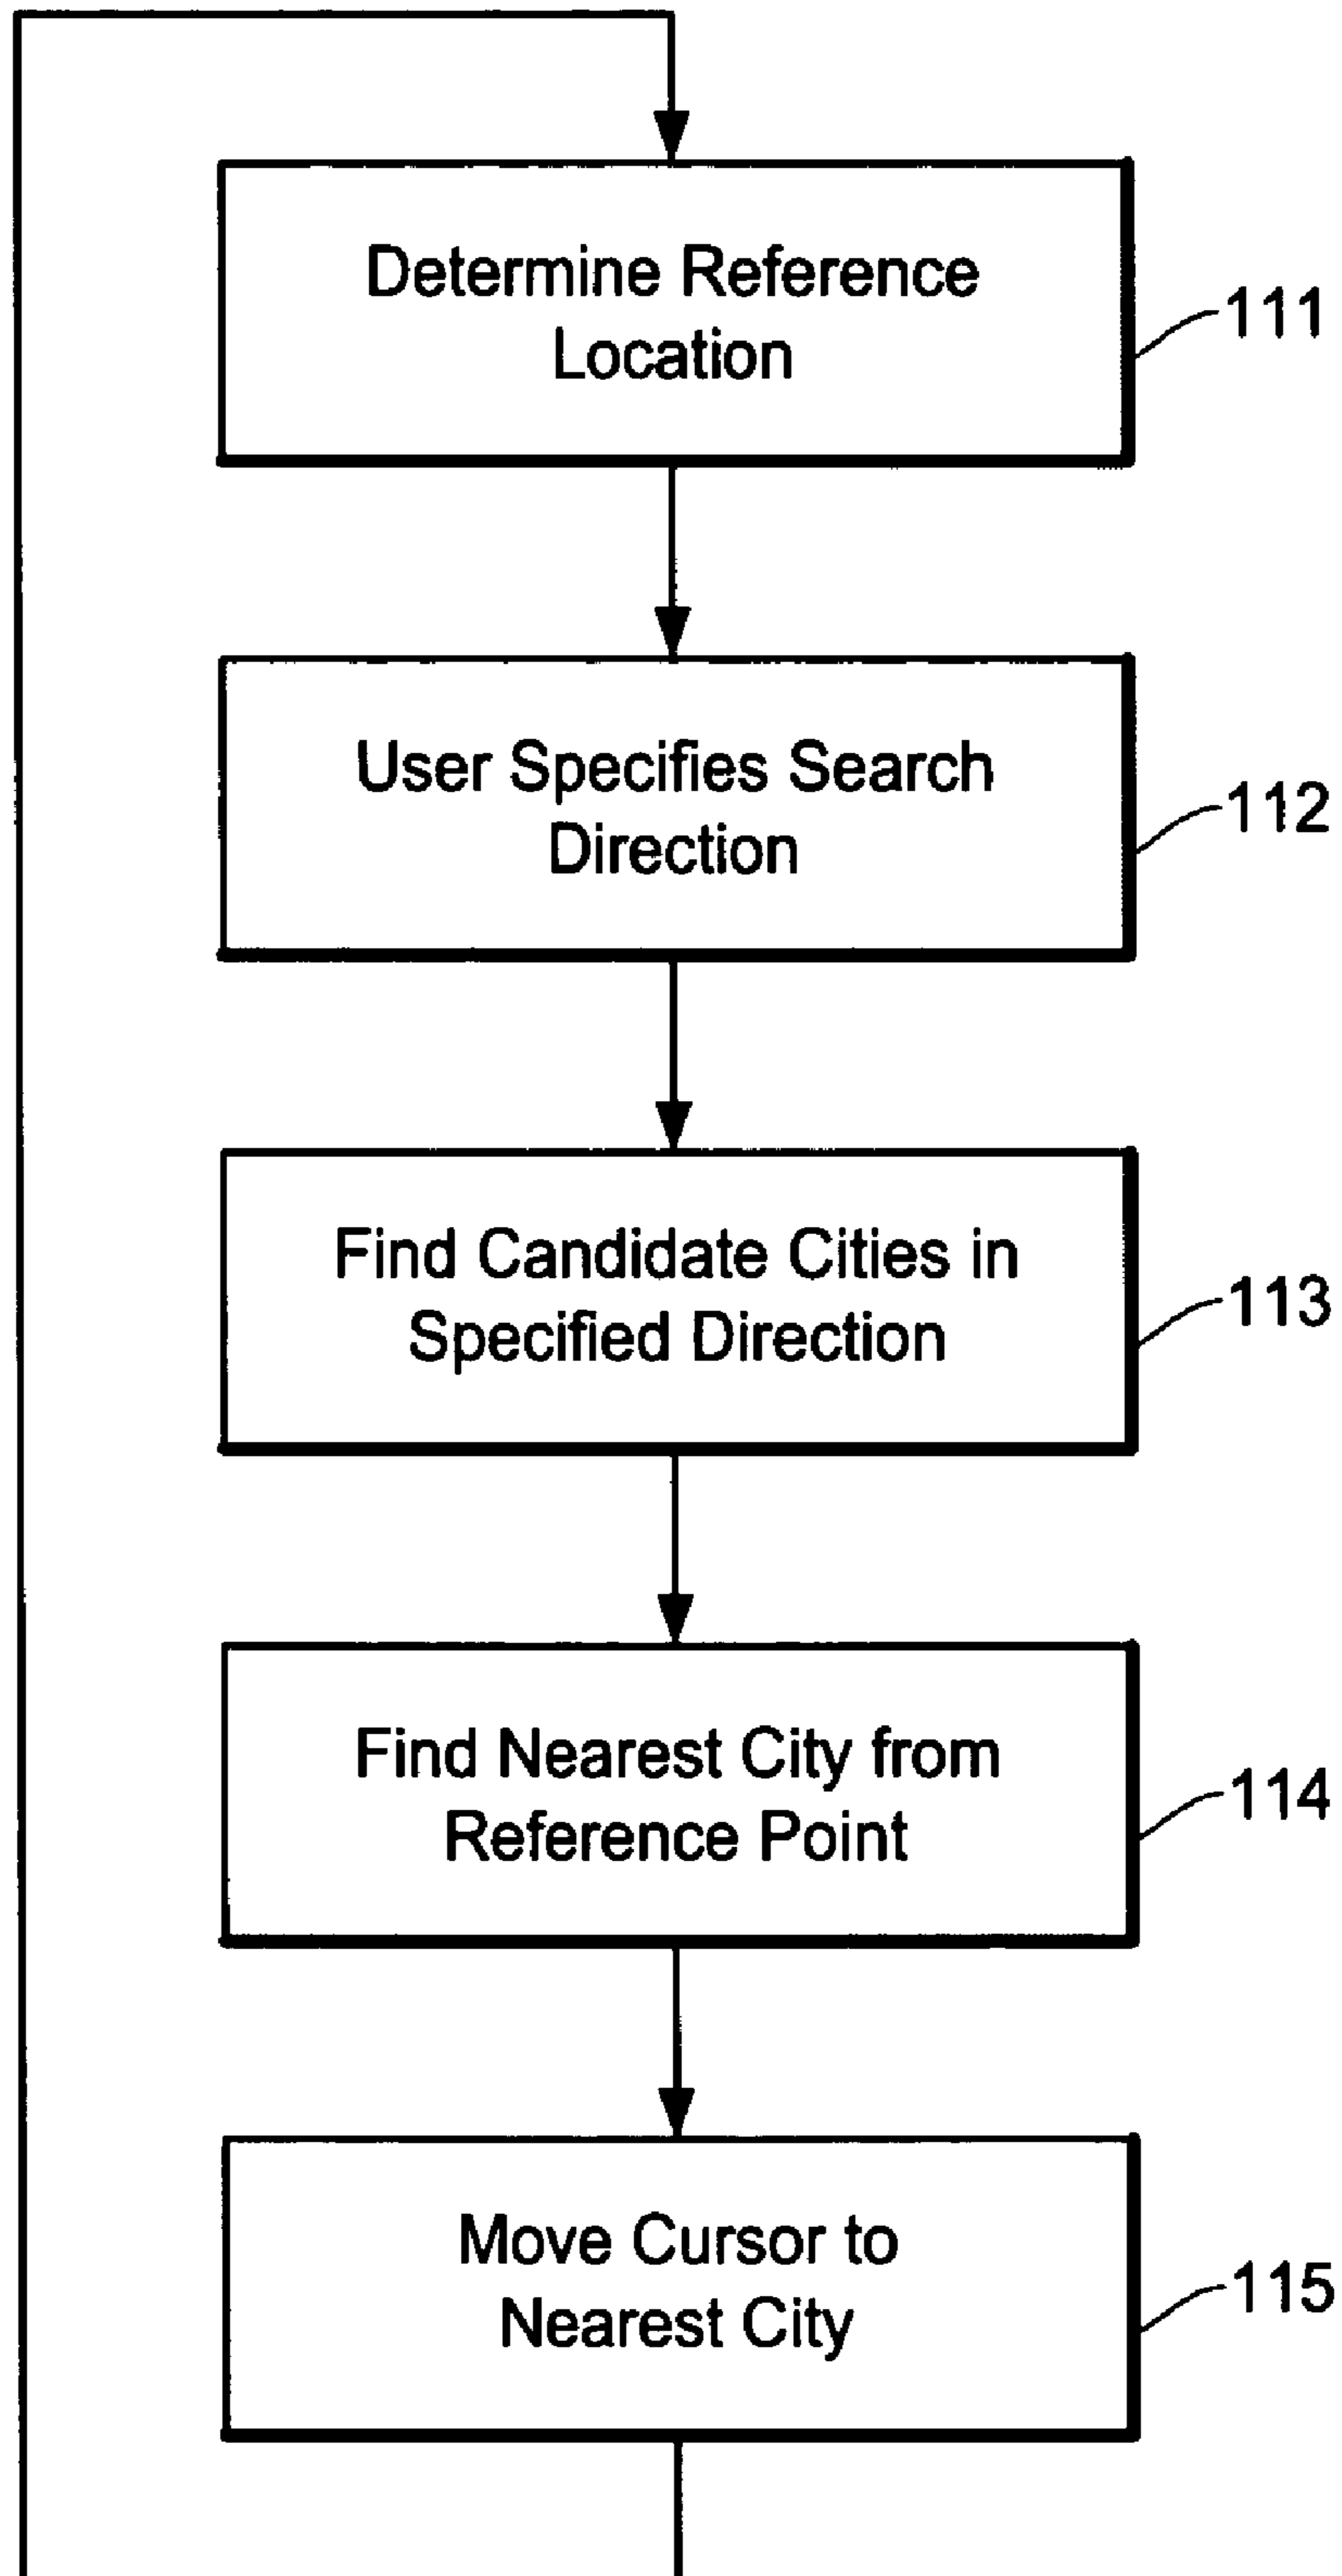 Determine Reference
Location
111
User Specifies Search
Direction
112
Find Candidate Cities in
Specified Direction
113
Find Nearest City from
Reference Point
114
Move Cursor to
Nearest City
115